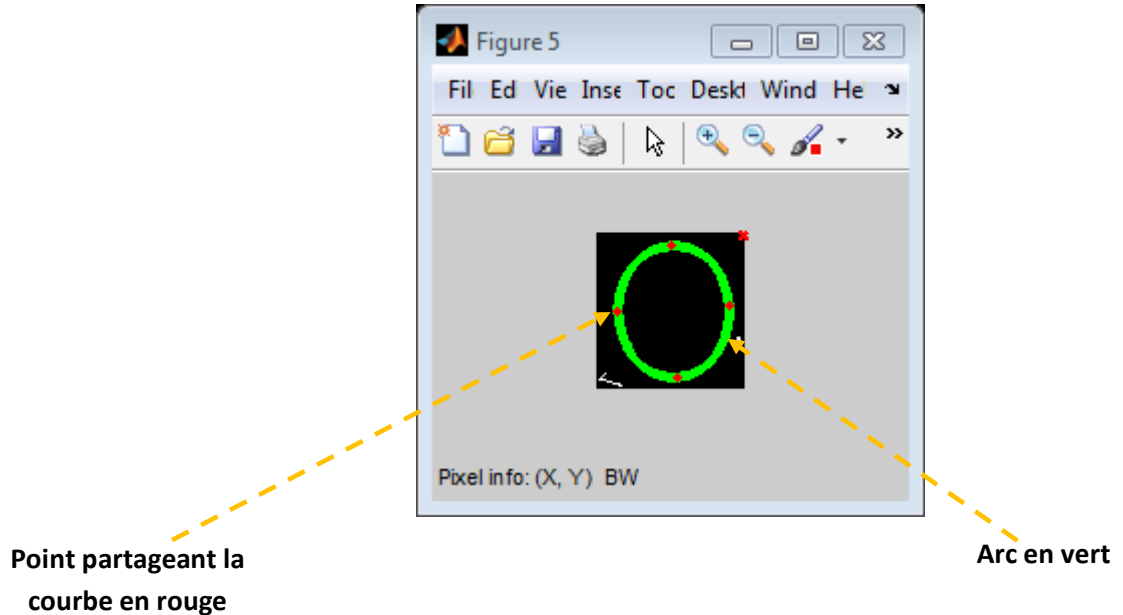 Figure 5
Fil Ed Vie Inse Toc Deskt Wind He
Pixel info: (X, Y) BW
Point partageant la
courbe en rouge
Arc en vert